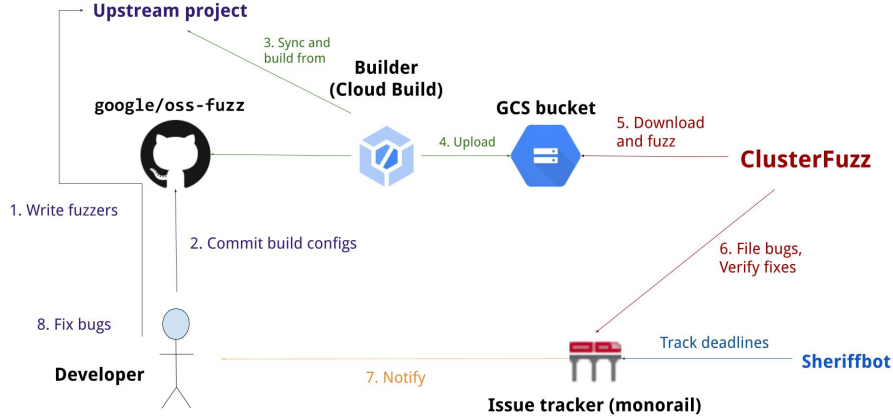 Upstream project
3. Sync and
build from
Builder
(Cloud Build)
google/oss-fuzz
GCS bucket
5. Download
and fuzz
4. Upload
ClusterFuzz
1. Write fuzzers
2. Commit build configs
6. File bugs,
Verify fixes
8. Fix bugs
Track deadlines
Sheriffbot
Developer
7. Notify
Issue tracker (monorail)